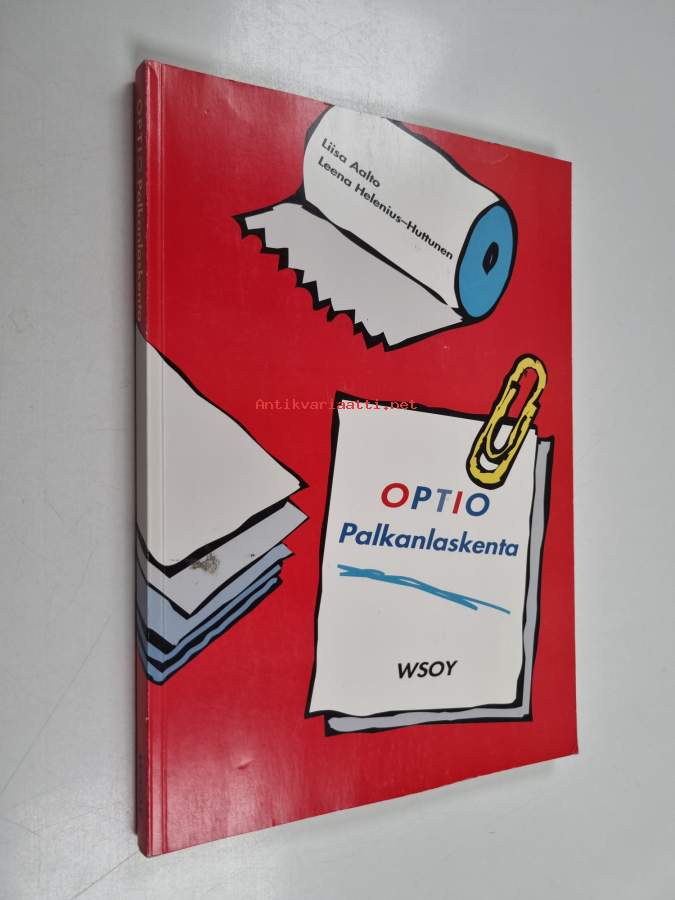 Liisa Aalto
Leena Helenius-Huttunen
OPTIO
Palkanlaskenta
WSOY
OPTIO Palkanlaskenta
Antikvariaatti.net